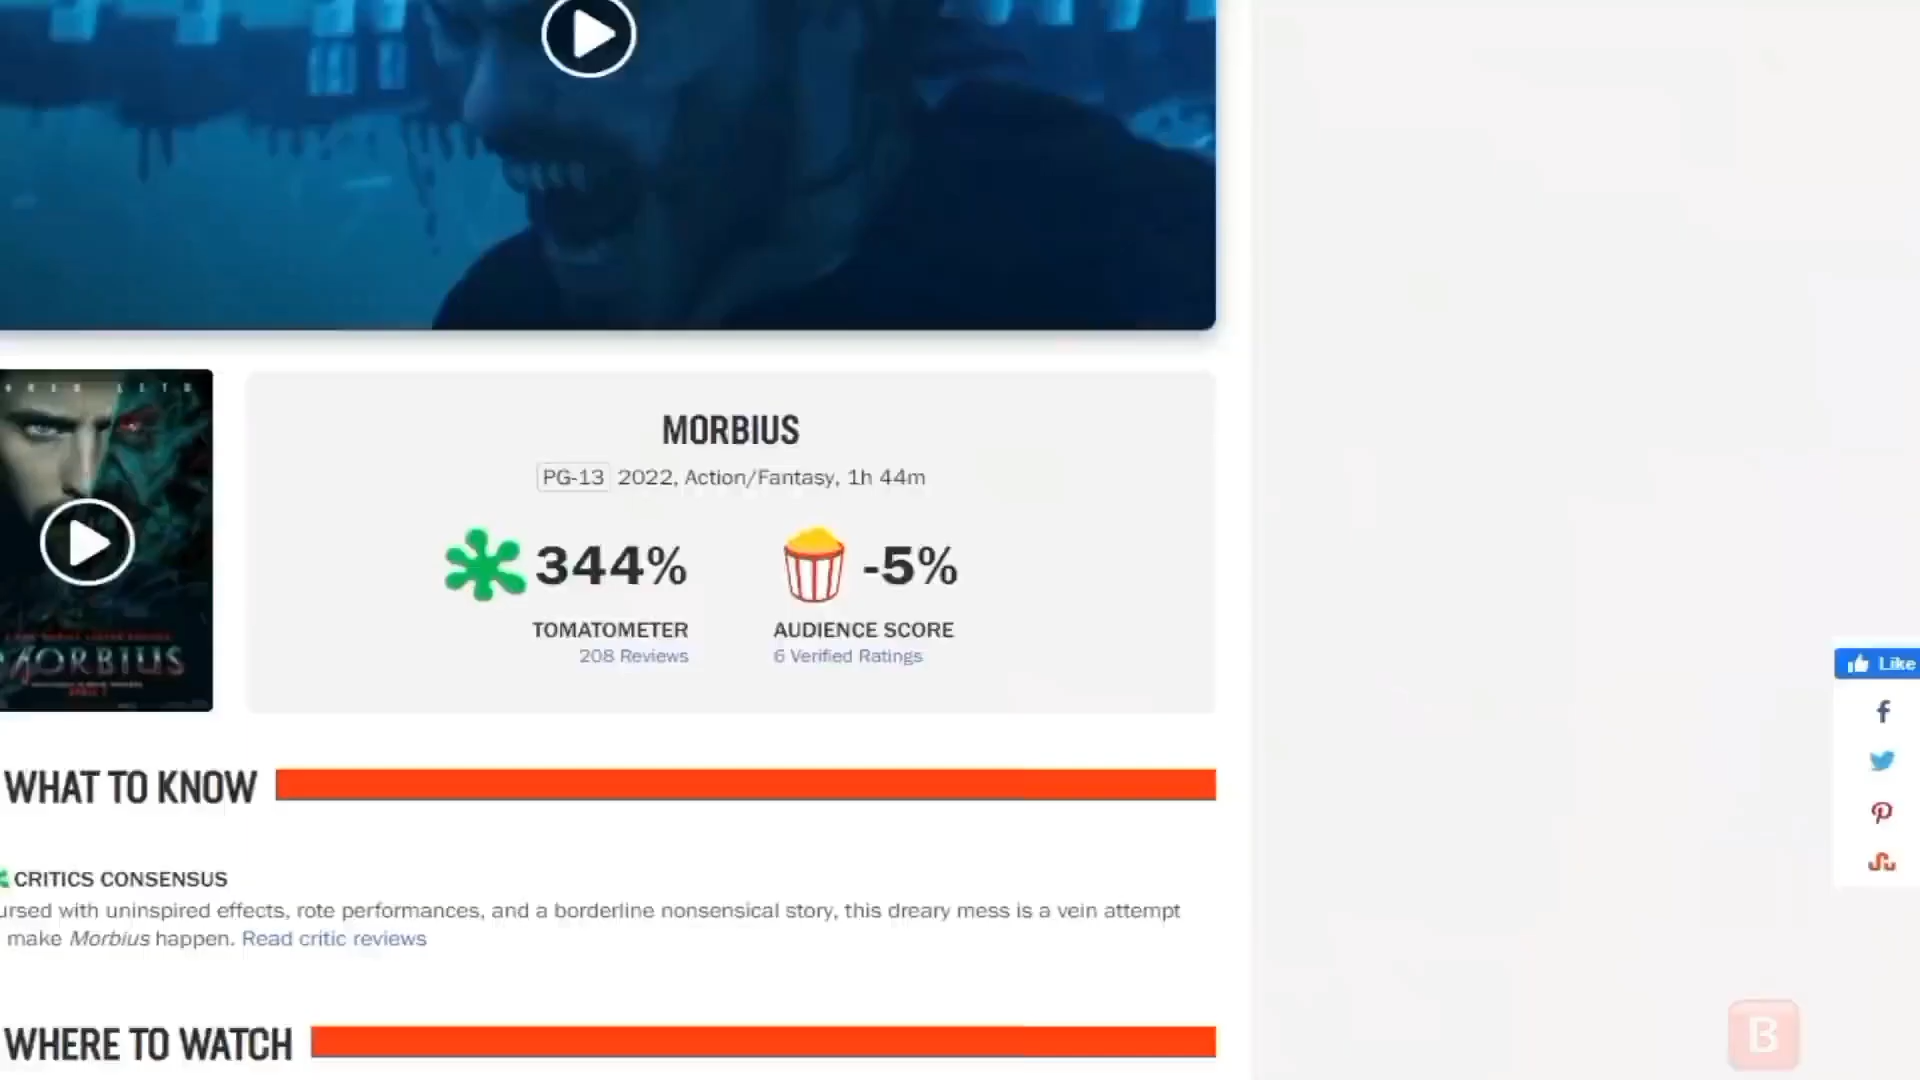 MORBIUS
PG-13 2022, Action/Fantasy, 1h 44m
344% -5%
TOMATOMETER AUDIENCE SCORE
208 Reviews 6 Verified Ratings
MORBIUS
Like
WHAT TO KNOW
CRITICS CONSENSUS
ursed with uninspired effects, rote performances, and a borderline nonsensical story, this dreary mess is a vein attempt
make Morbius happen. Read critic reviews
WHERE TO WATCH
B